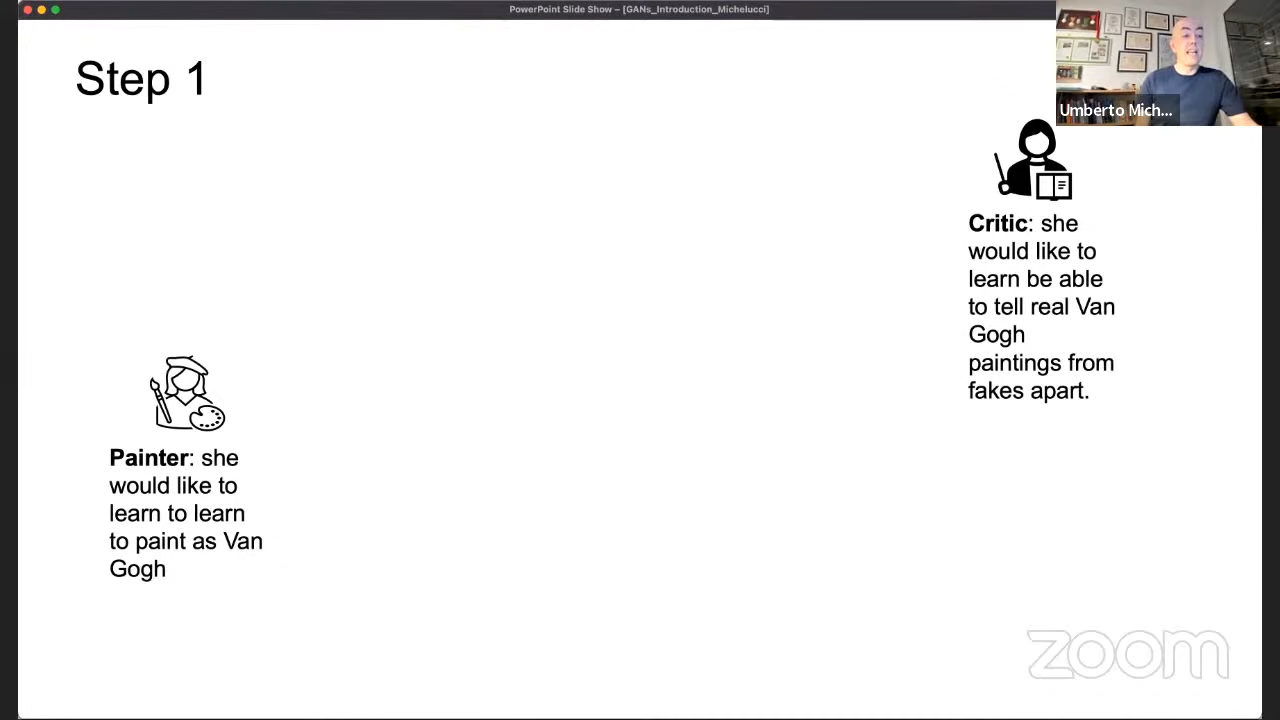 PowerPoint Slide Show – [GANs_Introduction_Michelucci]
Step 1
Umberto Mich...
Critic: she
would like to
learn be able
to tell real Van
Gogh
paintings from
fakes apart.
Painter: she
would like to
learn to learn
to paint as Van
Gogh
zoom